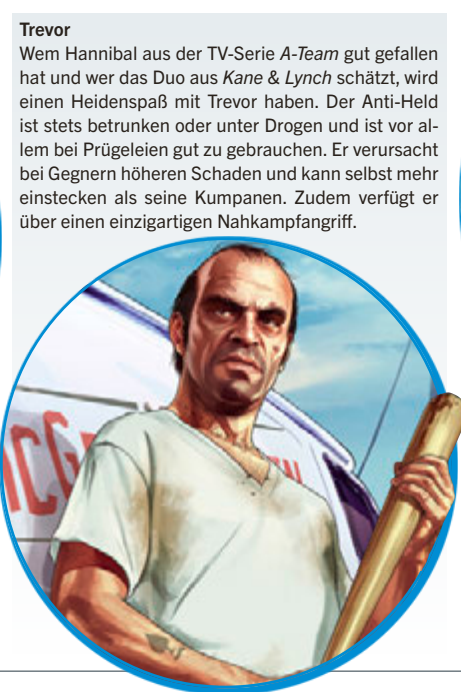 Trevor
Wem Hannibal aus der TV-Serie A-Team gut gefallen
hat und wer das Duo aus Kane & Lynch schätzt, wird
einen Heidenspaß mit Trevor haben. Der Anti-Held
ist stets betrunken oder unter Drogen und ist vor al-
lem bei Prügeleien gut zu gebrauchen. Er verursacht
bei Gegnern höheren Schaden und kann selbst mehr
einstecken als seine Kumpanen. Zudem verfügt er
über einen einzigartigen Nahkampfangriff.